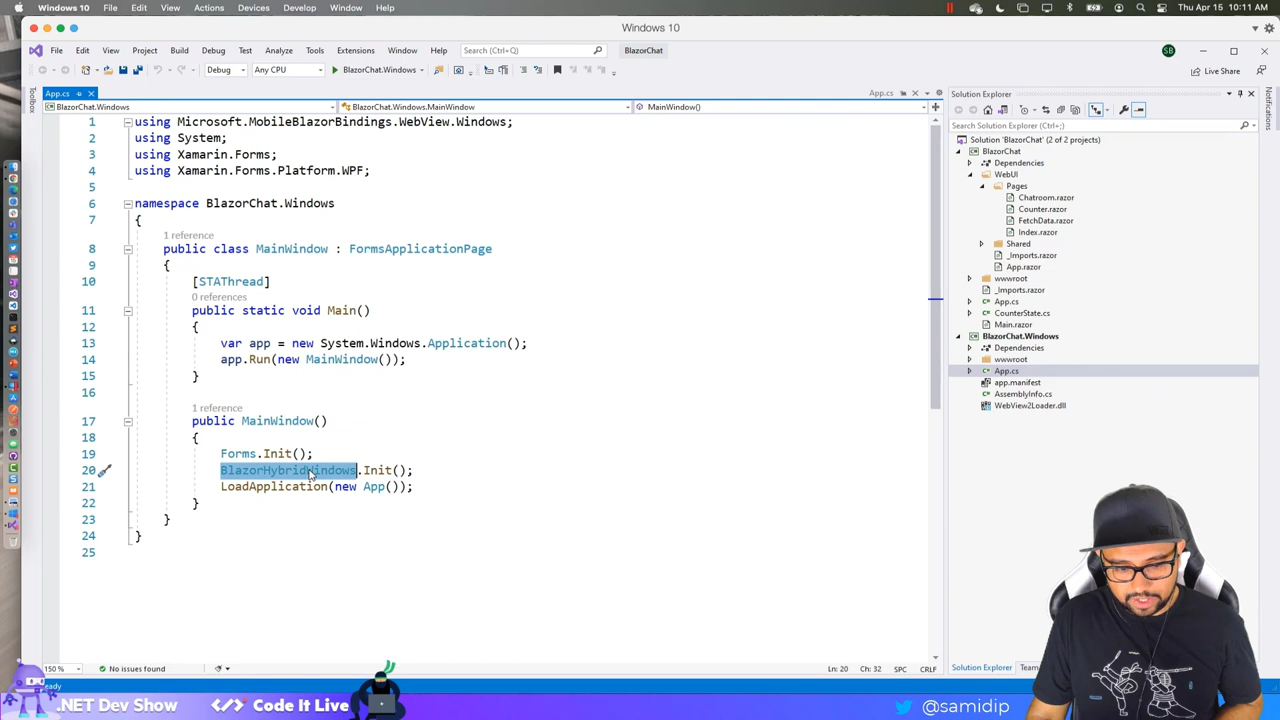 Windows 10 File Edit View Actions Devices Develop Window Help Thu Apr 15 10:11 AM
Windows 10
File Edit View Project Build Debug Test Analyze Tools Extensions Window Help Search (Ctrl+Q) BlazorChat SB
Debug Any CPU BlazorChat.Windows Live Share
Toolbox
App.cs App.cs
BlazorChat.Windows BlazorChat.Windows.MainWindow MainWindow()
1 using Microsoft.MobileBlazorBindings.WebView.Windows;
2 using System;
3 using Xamarin.Forms;
4 using Xamarin.Forms.Platform.WPF;
5
6 namespace BlazorChat.Windows
7 {
1 reference
8 public class MainWindow : FormsApplicationPage
9 {
10 [STAThread]
0 references
11 public static void Main()
12 {
13 var app = new System.Windows.Application();
14 app.Run(new MainWindow());
15 }
16
1 reference
17 public MainWindow()
18 {
19 Forms.Init();
20 BlazorHybridWindows.Init();
21 LoadApplication(new App());
22 }
23 }
24 }
25
150 % No issues found Ln: 20 Ch: 32 SPC CRLF
Solution Explorer
Search Solution Explorer (Ctrl+;)
Solution 'BlazorChat' (2 of 2 projects)
BlazorChat
Dependencies
WebUI
Pages
Chatroom.razor
Counter.razor
FetchData.razor
Index.razor
Shared
_Imports.razor
App.razor
wwwroot
_Imports.razor
App.cs
CounterState.cs
Main.razor
BlazorChat.Windows
Dependencies
wwwroot
App.cs
app.manifest
AssemblyInfo.cs
WebView2Loader.dll
Solution Explorer Team
Notifications
eady
.NET Dev Show </> Code It Live @samidip